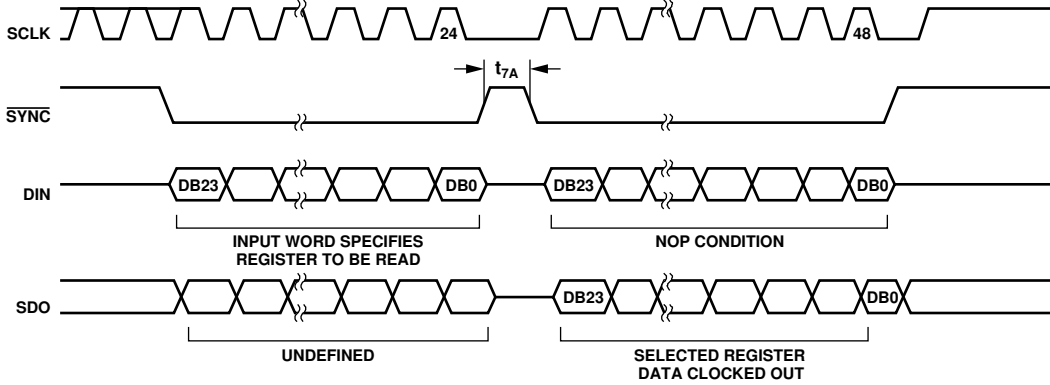 SCLK
24
48
t7A
SYNC
DIN
DB23
DB0
DB23
DB0
INPUT WORD SPECIFIES
REGISTER TO BE READ
NOP CONDITION
SDO
DB23
DB0
UNDEFINED
SELECTED REGISTER
DATA CLOCKED OUT